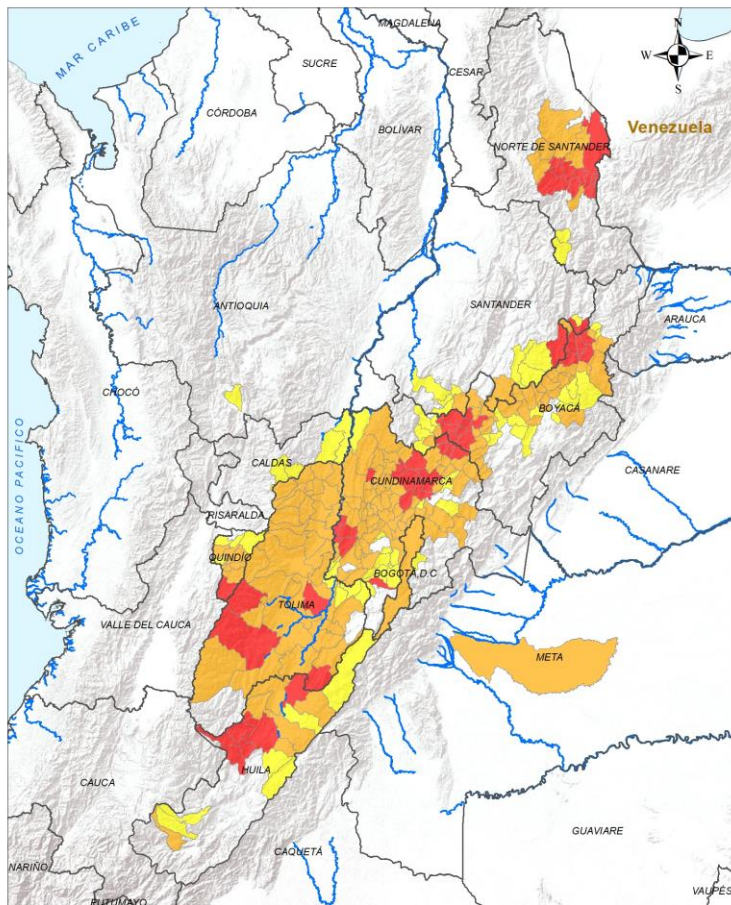 MAGDALENA
MAR CARIBE
SUCRE
CESAR
N
W
E
S
CÓRDOBA
BOLÍVAR
Venezuela
NORTE DE SANTANDER
ANTIOQUIA
SANTANDER
ARAUCA
CHOCÓ
BOYACÁ
OCEANO PACIFICO
CALDAS
CUNDINAMARCA
CASANARE
RISARALDA
QUINDÍO
BOGOTÁ, D.C
TOLIMA
VALLE DEL CAUCA
META
HUILA
CAUCA
GUAVIARE
CAQUETÁ
NARIÑO
PUTUMAYO
VAUPÉS